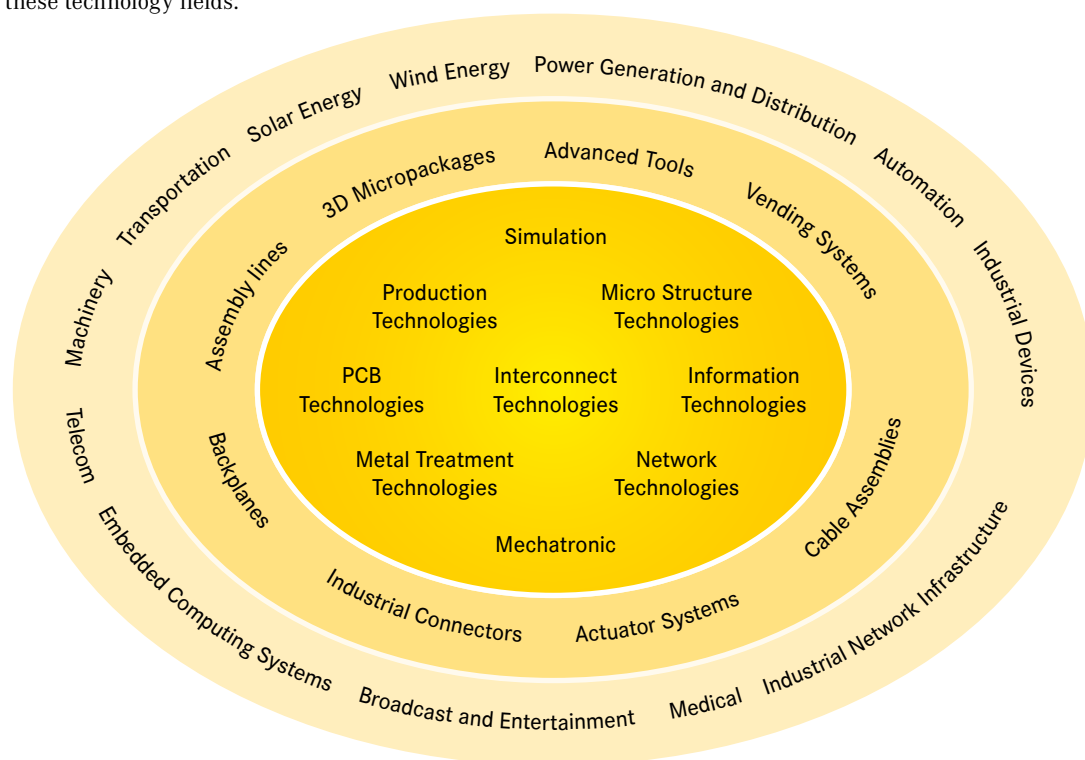 these technology fields.
Wind Energy
Power Generation and Distribution
Solar Energy
Automation
Transportation
Industrial Devices
Machinery
Telecom
Embedded Computing Systems
Broadcast and Entertainment
Medical
Industrial Network Infrastructure
3D Micropackages
Advanced Tools
Vending Systems
Assembly lines
Backplanes
Industrial Connectors
Actuator Systems
Cable Assemblies
Simulation
Production
Technologies
Micro Structure
Technologies
PCB
Technologies
Interconnect
Technologies
Information
Technologies
Metal Treatment
Technologies
Network
Technologies
Mechatronic